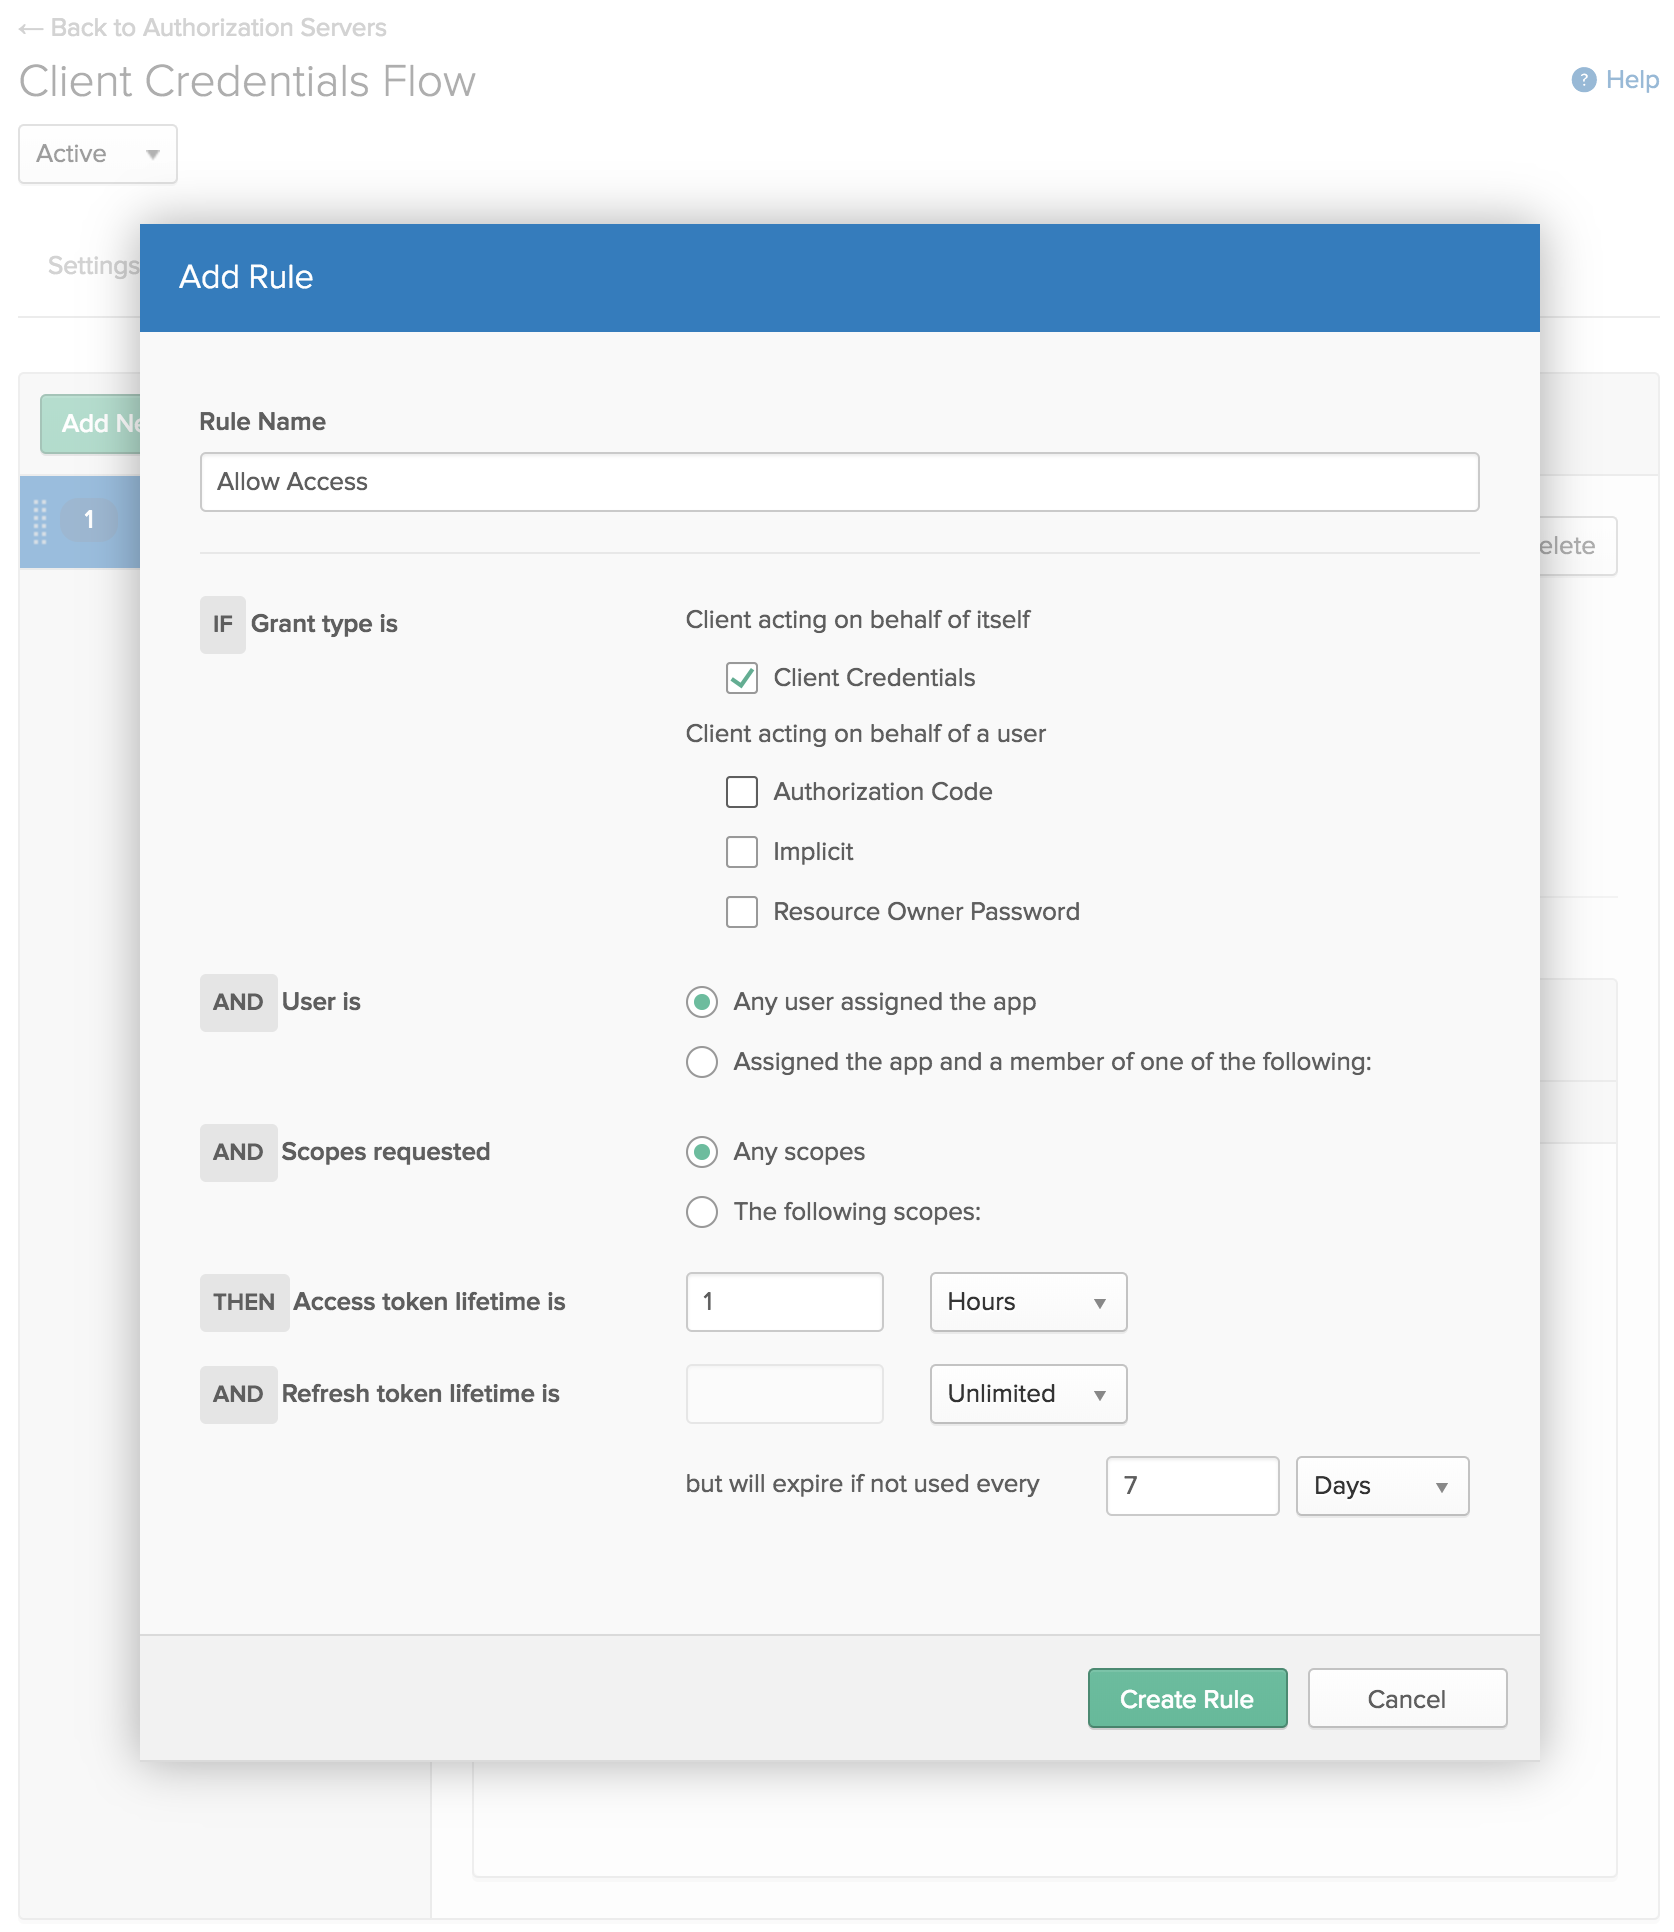 ← Back to Authorization Servers
Client Credentials Flow
? Help
Active
Settings
Add Rule
Add Ne
Rule Name
Allow Access
1
elete
IF Grant type is
Client acting on behalf of itself
Client Credentials
Client acting on behalf of a user
Authorization Code
Implicit
Resource Owner Password
AND User is
Any user assigned the app
Assigned the app and a member of one of the following:
AND Scopes requested
Any scopes
The following scopes:
THEN Access token lifetime is 1 Hours
AND Refresh token lifetime is Unlimited
but will expire if not used every 7 Days
Create Rule Cancel